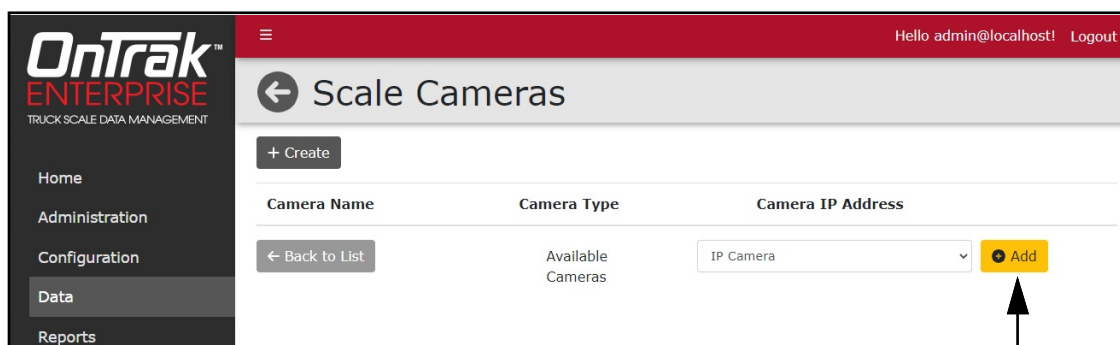 OnTrak™
ENTERPRISE
TRUCK SCALE DATA MANAGEMENT
Home
Administration
Configuration
Data
Reports
Hello admin@localhost! Logout
Scale Cameras
+ Create
Camera Name Camera Type Camera IP Address
← Back to List Available Cameras IP Camera Add